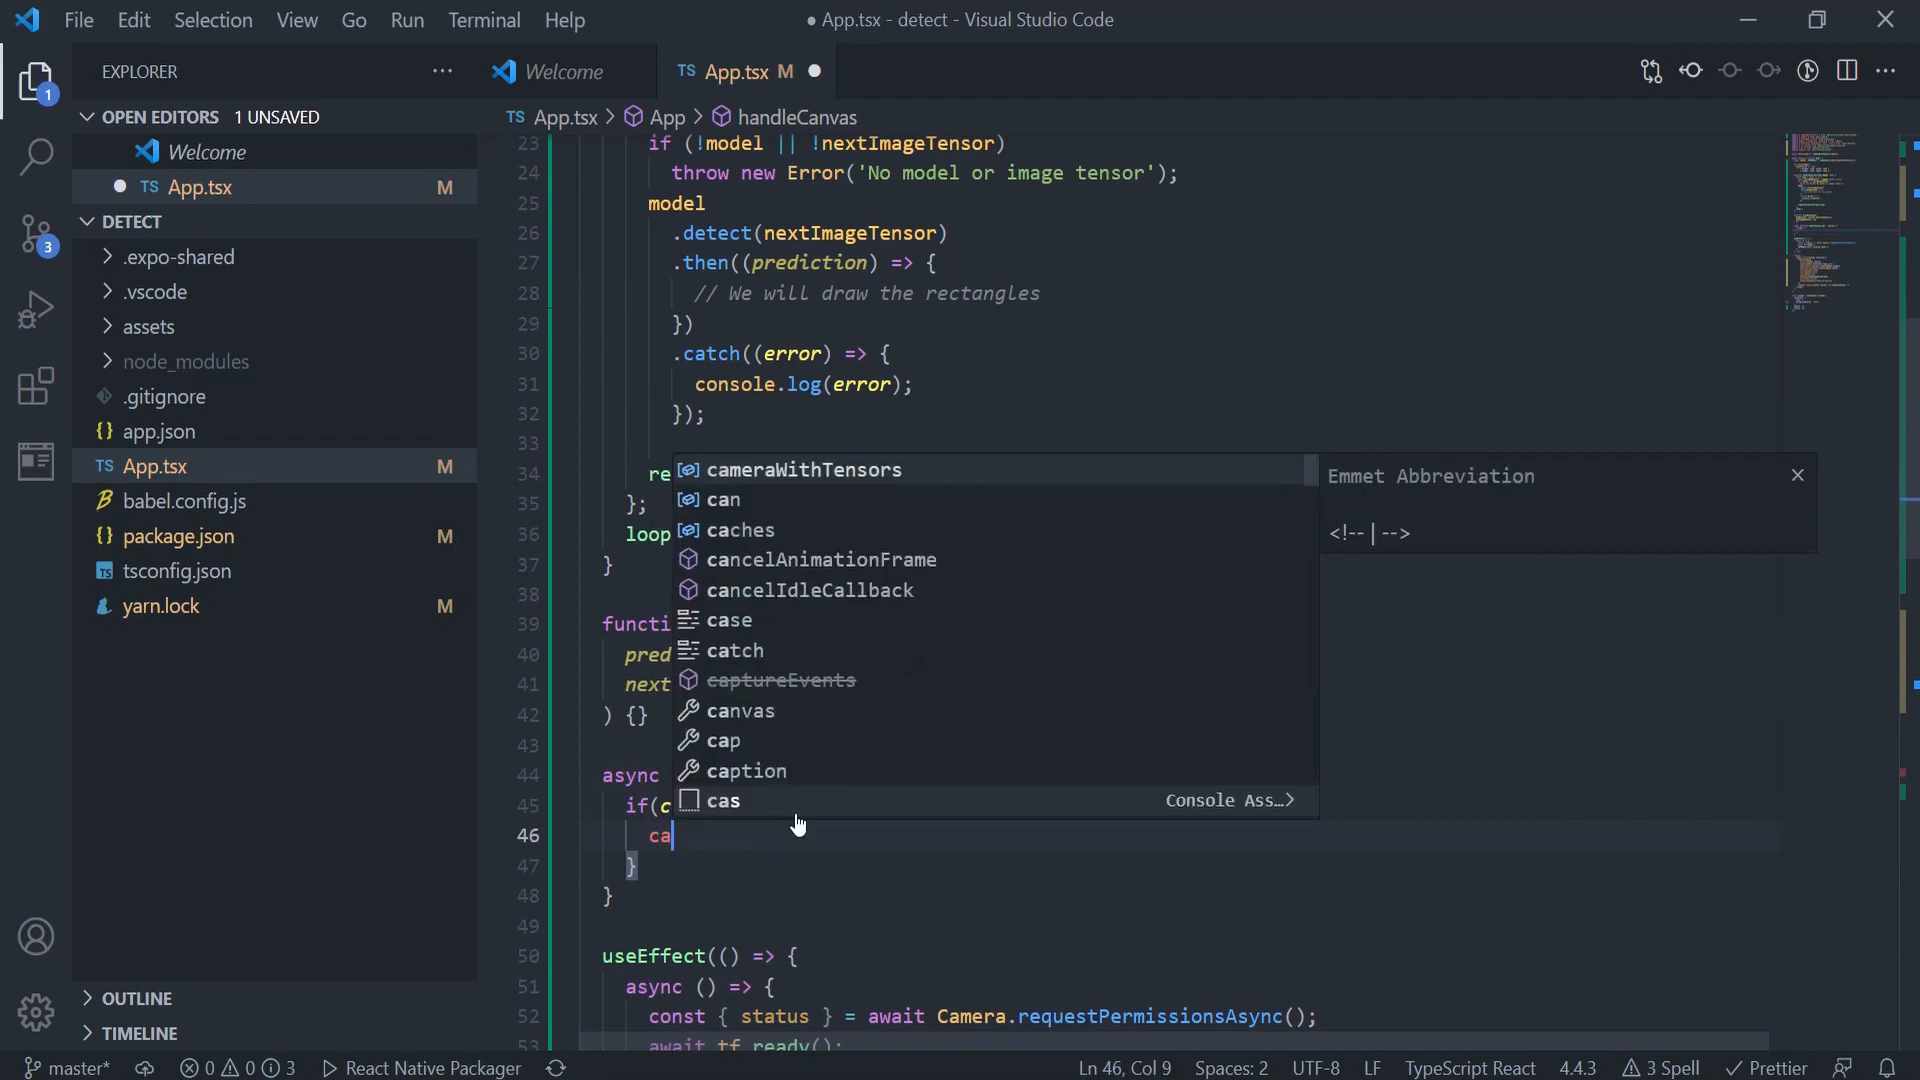 File Edit Selection View Go Run Terminal Help
● App.tsx - detect - Visual Studio Code
EXPLORER
Welcome
TS App.tsx M
OPEN EDITORS 1 UNSAVED
Welcome
TS App.tsx M
DETECT
.expo-shared
.vscode
assets
node_modules
.gitignore
{} app.json
TS App.tsx M
babel.config.js
{} package.json M
tsconfig.json
yarn.lock M
OUTLINE
TIMELINE
1
3
TS App.tsx > App > handleCanvas
23 if (!model || !nextImageTensor)
24 throw new Error('No model or image tensor');
25 model
26 .detect(nextImageTensor)
27 .then((prediction) => {
28 // We will draw the rectangles
29 })
30 .catch((error) => {
31 console.log(error);
32 });
33
34 re
35 };
36 loop
37 }
38
39 functi
40 pred
41 next
42 ) {}
43
44 async
45 if(c
46 ca
47 }
48 }
49
50 useEffect(() => {
51 async () => {
52 const { status } = await Camera.requestPermissionsAsync();
53 await tf.ready();
cameraWithTensors
can
caches
cancelAnimationFrame
cancelIdleCallback
case
catch
captureEvents
canvas
cap
caption
cas Console Ass…>
Emmet Abbreviation
<!-- | -->
master* 0 0 3 React Native Packager
Ln 46, Col 9 Spaces: 2 UTF-8 LF TypeScript React 4.4.3 3 Spell Prettier